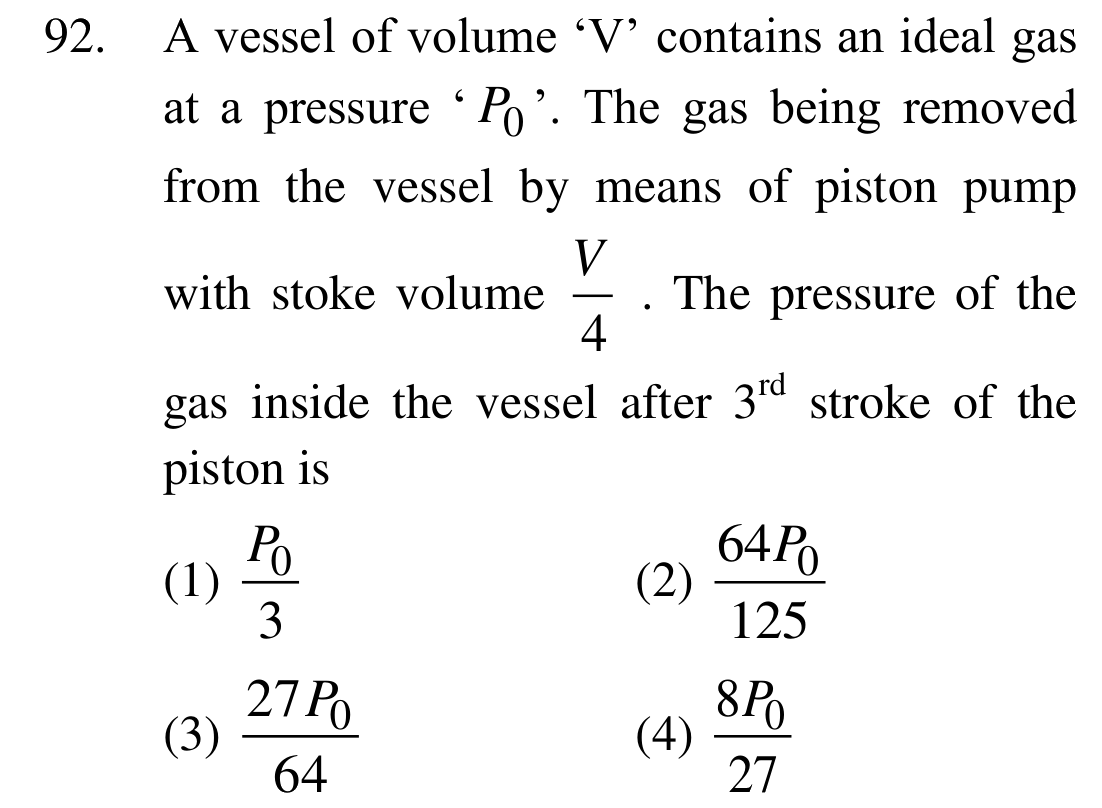 92. A vessel of volume ‘V’ contains an ideal gas
at a pressure ‘ P₀ ’. The gas being removed
from the vessel by means of piston pump
with stoke volume V/4 . The pressure of the
gas inside the vessel after 3ʳᵈ stroke of the
piston is
(1) P₀/3 (2) 64P₀/125
(3) 27P₀/64 (4) 8P₀/27